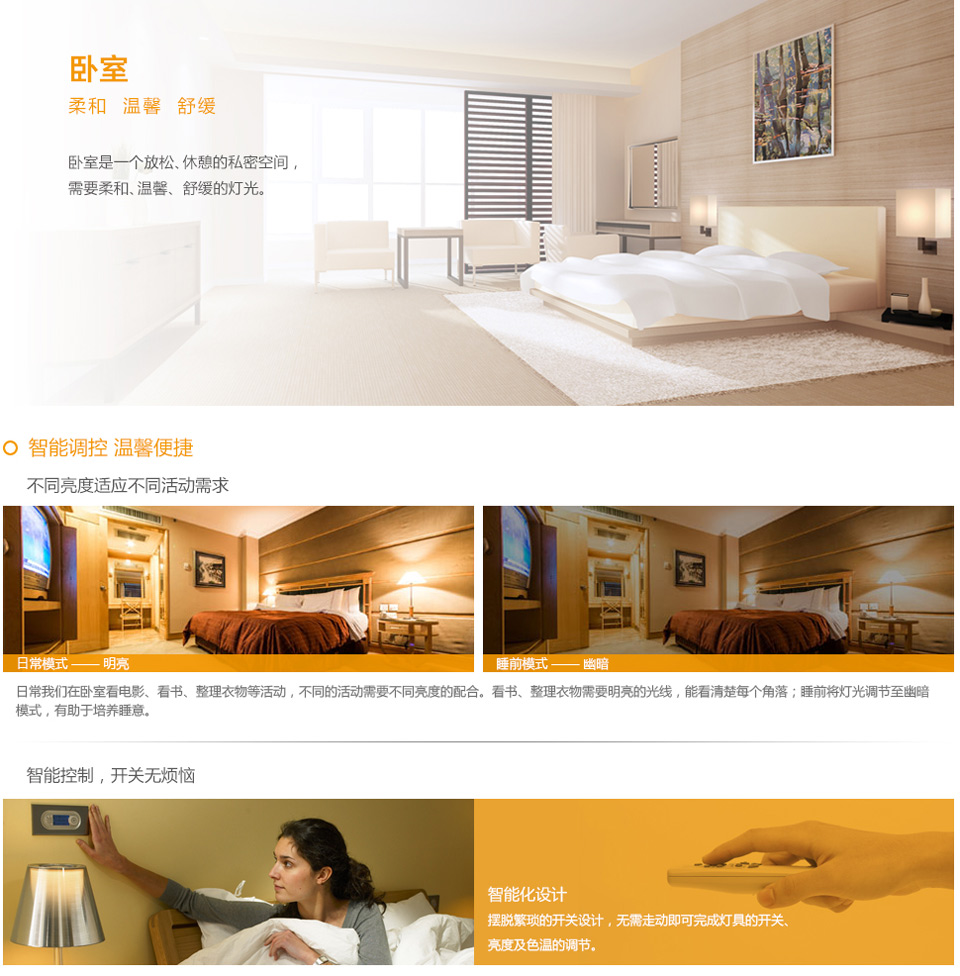 卧室
柔和 温馨 舒缓
卧室是一个放松、休憩的私密空间，
需要柔和、温馨、舒缓的灯光。
智能调控 温馨便捷
不同亮度适应不同活动需求
日常模式 —— 明亮
睡前模式 —— 幽暗
日常我们在卧室看电影、看书、整理衣物等活动，不同的活动需要不同亮度的配合。看书、整理衣物需要明亮的光线，能看清楚每个角落；睡前将灯光调节至幽暗
模式，有助于培养睡意。
智能控制，开关无烦恼
智能化设计
摆脱繁琐的开关设计，无需走动即可完成灯具的开关、
亮度及色温的调节。